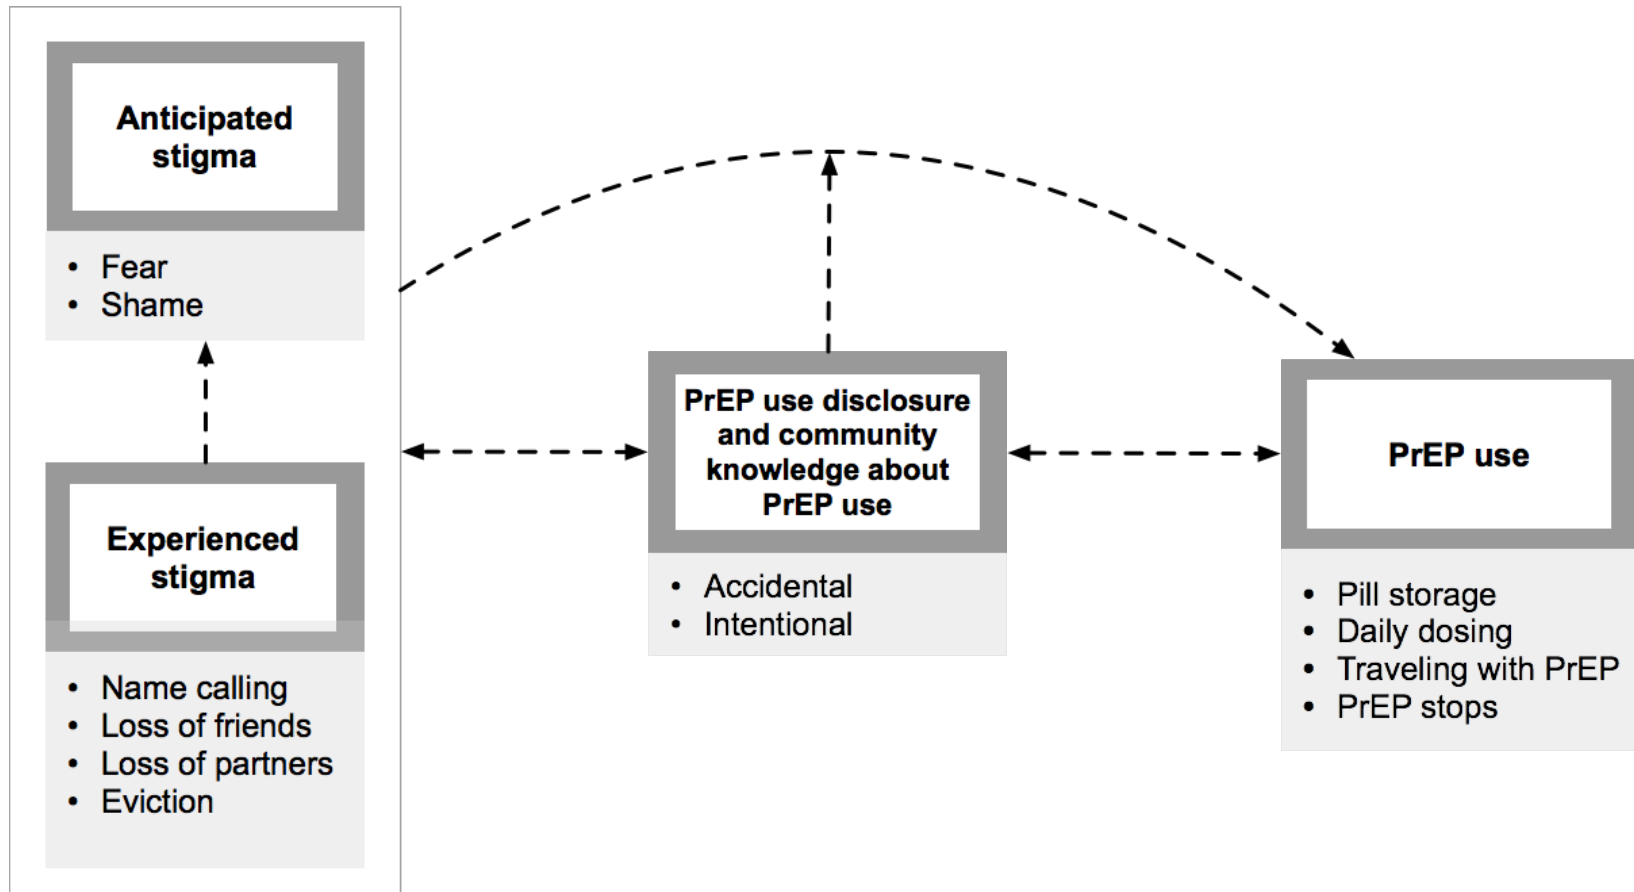 Anticipated
stigma
• Fear
• Shame
Experienced
stigma
• Name calling
• Loss of friends
• Loss of partners
• Eviction
PrEP use disclosure
and community
knowledge about
PrEP use
• Accidental
• Intentional
PrEP use
• Pill storage
• Daily dosing
• Traveling with PrEP
• PrEP stops